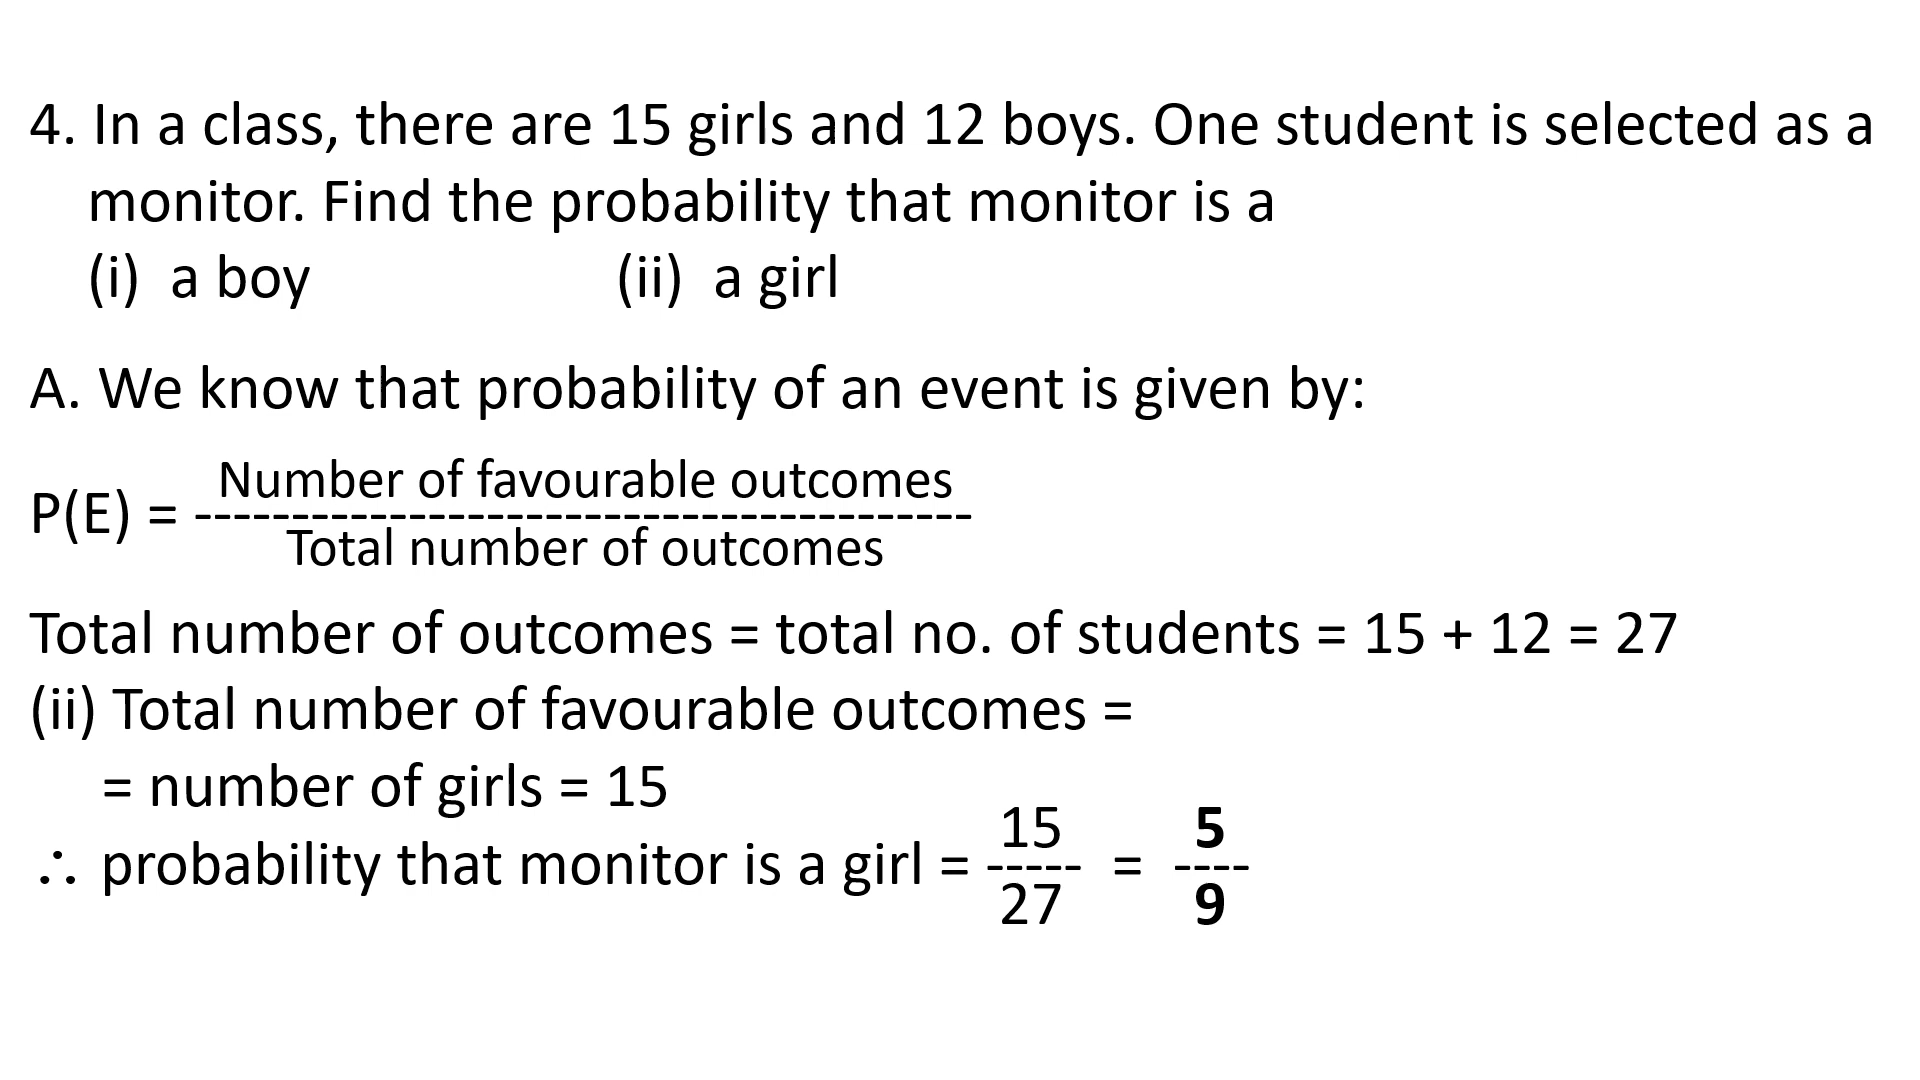 4. In a class, there are 15 girls and 12 boys. One student is selected as a
monitor. Find the probability that monitor is a
(i) a boy (ii) a girl
A. We know that probability of an event is given by:
Number of favourable outcomes
P(E) = ----------------------------------------
Total number of outcomes
Total number of outcomes = total no. of students = 15 + 12 = 27
(ii) Total number of favourable outcomes =
= number of girls = 15
15 5
∴ probability that monitor is a girl = ----- = ----
27 9